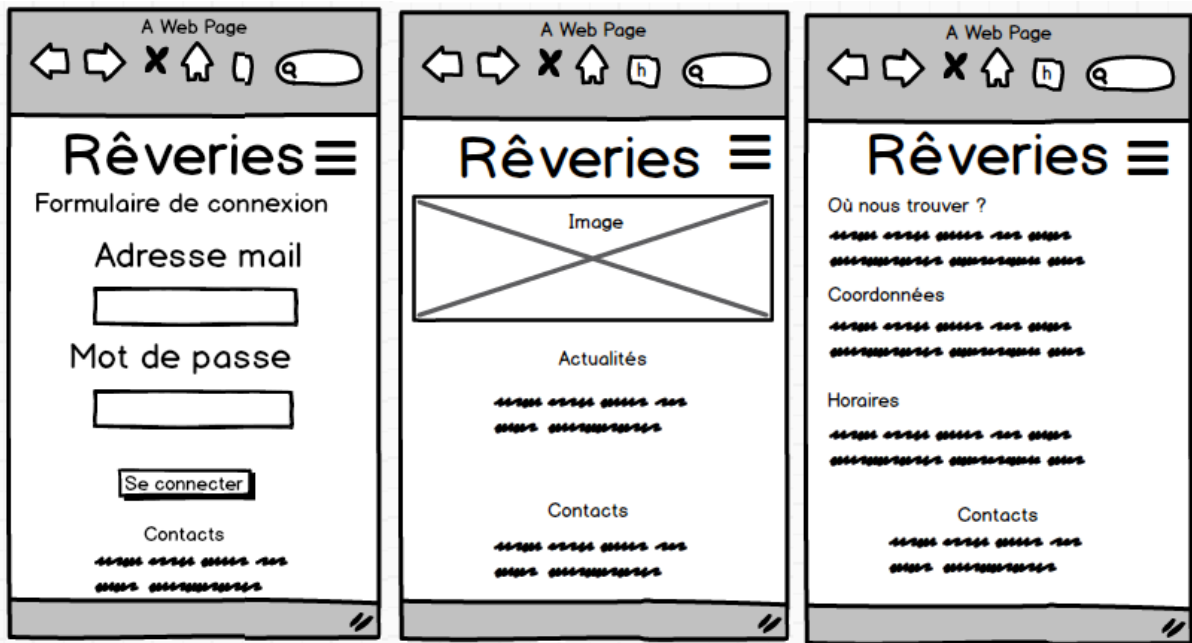 A Web Page
Rêveries
Formulaire de connexion
Adresse mail
Mot de passe
Se connecter
Contacts
A Web Page
h
Rêveries
Image
Actualités
Contacts
A Web Page
h
Rêveries
Où nous trouver ?
Coordonnées
Horaires
Contacts